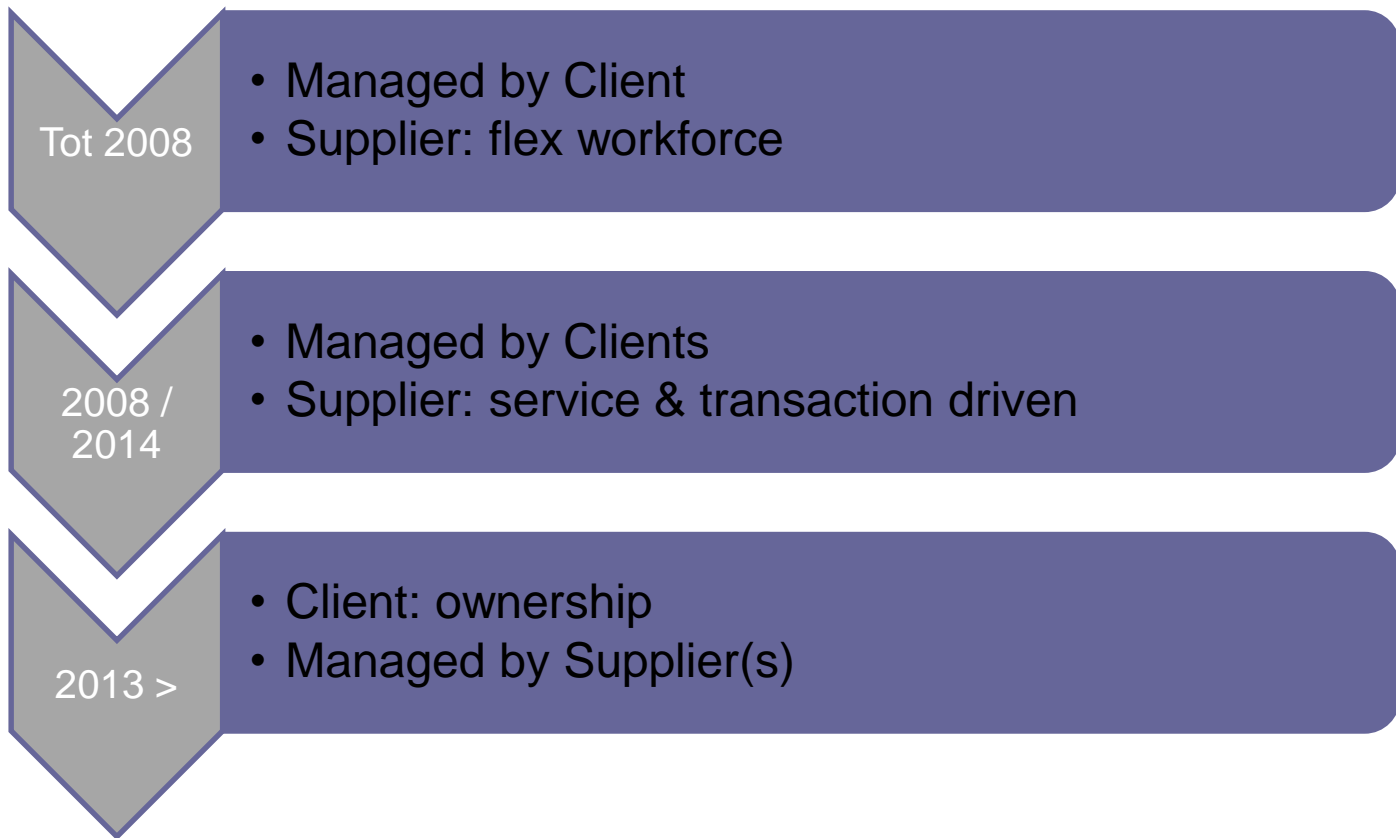 Tot 2008
• Managed by Client
• Supplier: flex workforce
2008 /
2014
• Managed by Clients
• Supplier: service & transaction driven
2013 >
• Client: ownership
• Managed by Supplier(s)